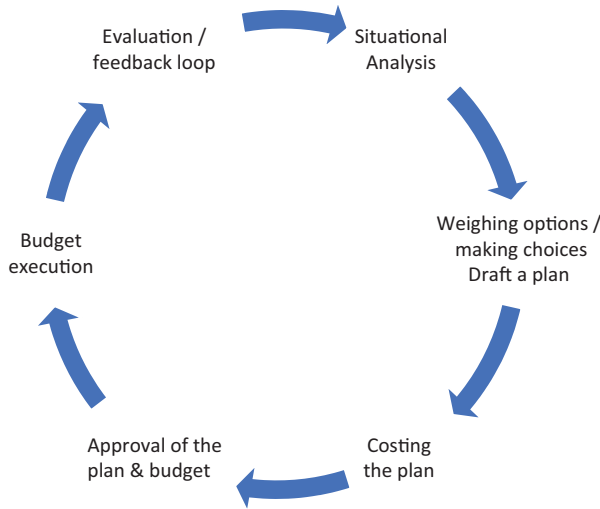 Evaluation /
feedback loop
Situational
Analysis
Weighing options /
making choices
Draft a plan
Costing
the plan
Approval of the
plan & budget
Budget
execution